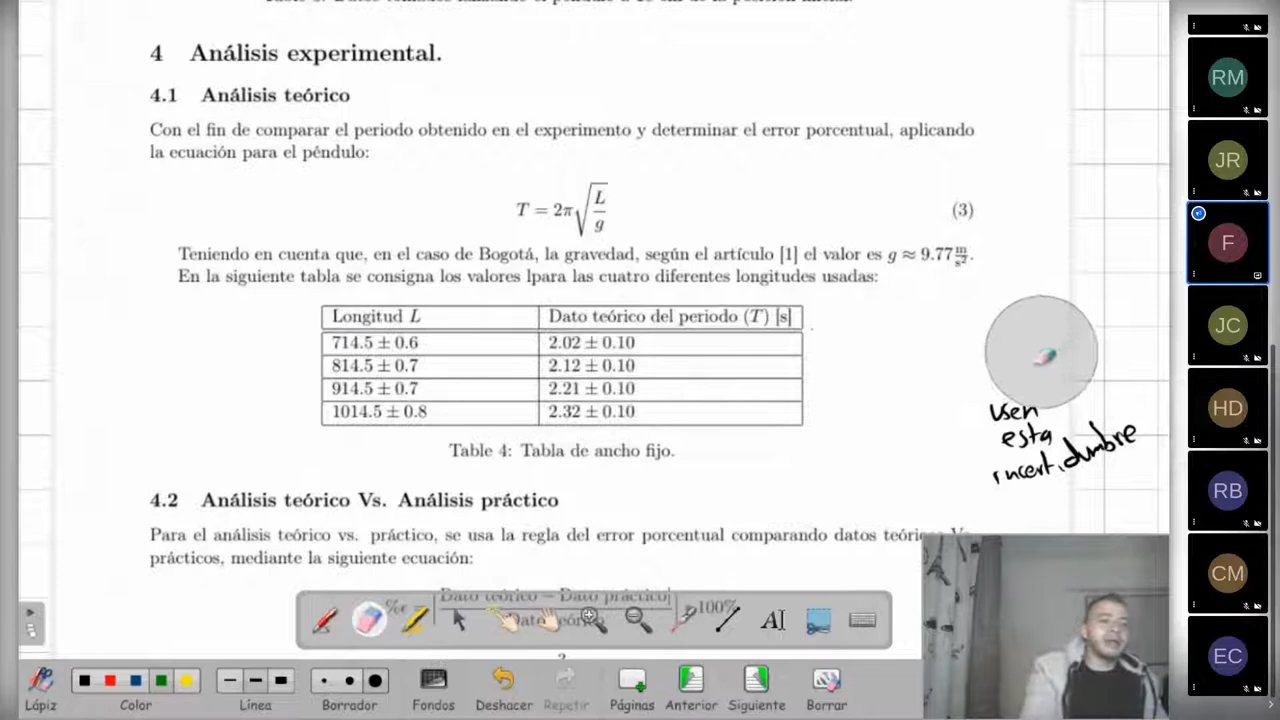 4 Análisis experimental.
4.1 Análisis teórico
Con el fin de comparar el periodo obtenido en el experimento y determinar el error porcentual, aplicando
la ecuación para el péndulo:
T = 2π√(L/g) (3)
Teniendo en cuenta que, en el caso de Bogotá, la gravedad, según el artículo [1] el valor es g ≈ 9.77 m/s².
En la siguiente tabla se consigna los valores lpara las cuatro diferentes longitudes usadas:
Longitud L Dato teórico del periodo (T) [s]
714.5 ± 0.6 2.02 ± 0.10
814.5 ± 0.7 2.12 ± 0.10
914.5 ± 0.7 2.21 ± 0.10
1014.5 ± 0.8 2.32 ± 0.10
Table 4: Tabla de ancho fijo.
usen
esta
incertidumbre
4.2 Análisis teórico Vs. Análisis práctico
Para el análisis teórico vs. práctico, se usa la regla del error porcentual comparando datos
prácticos, mediante la siguiente ecuación:
Dato teórico − Dato práctico
%e = 100%
AI
Lápiz Color Línea Borrador Fondos Deshacer Repetir Páginas Anterior Siguiente Borrar
RM
JR
F
JC
HD
RB
CM
EC